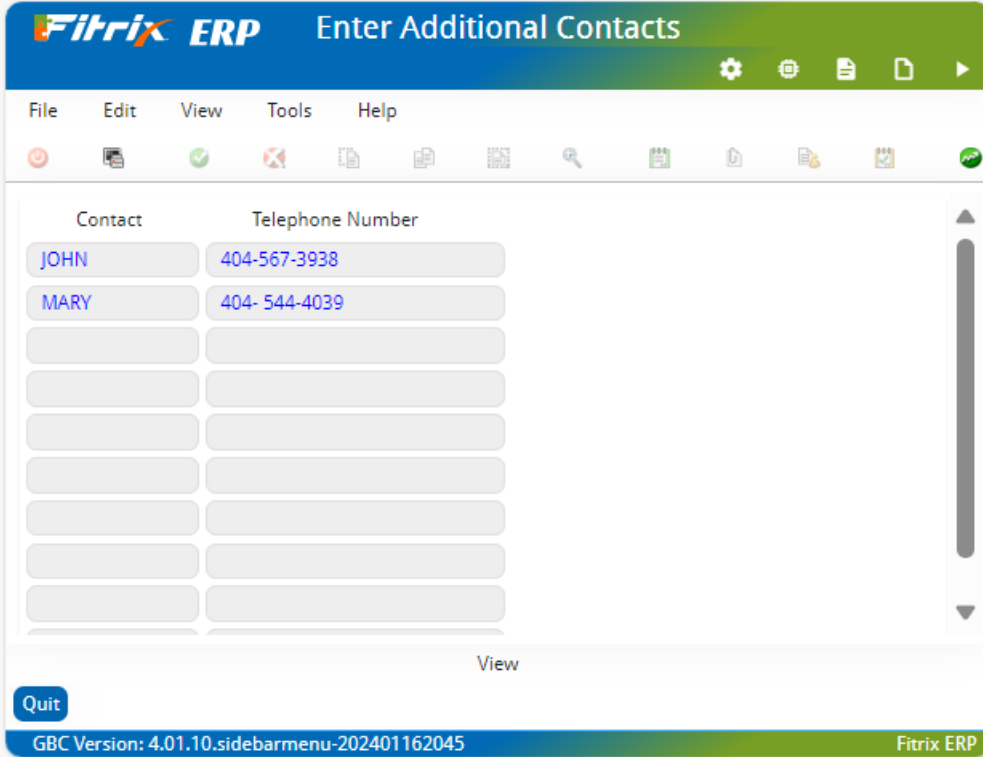 Fitrix ERP Enter Additional Contacts
File Edit View Tools Help
Contact Telephone Number
JOHN 404-567-3938
MARY 404- 544-4039
View
Quit
GBC Version: 4.01.10.sidebarmenu-202401162045 Fitrix ERP